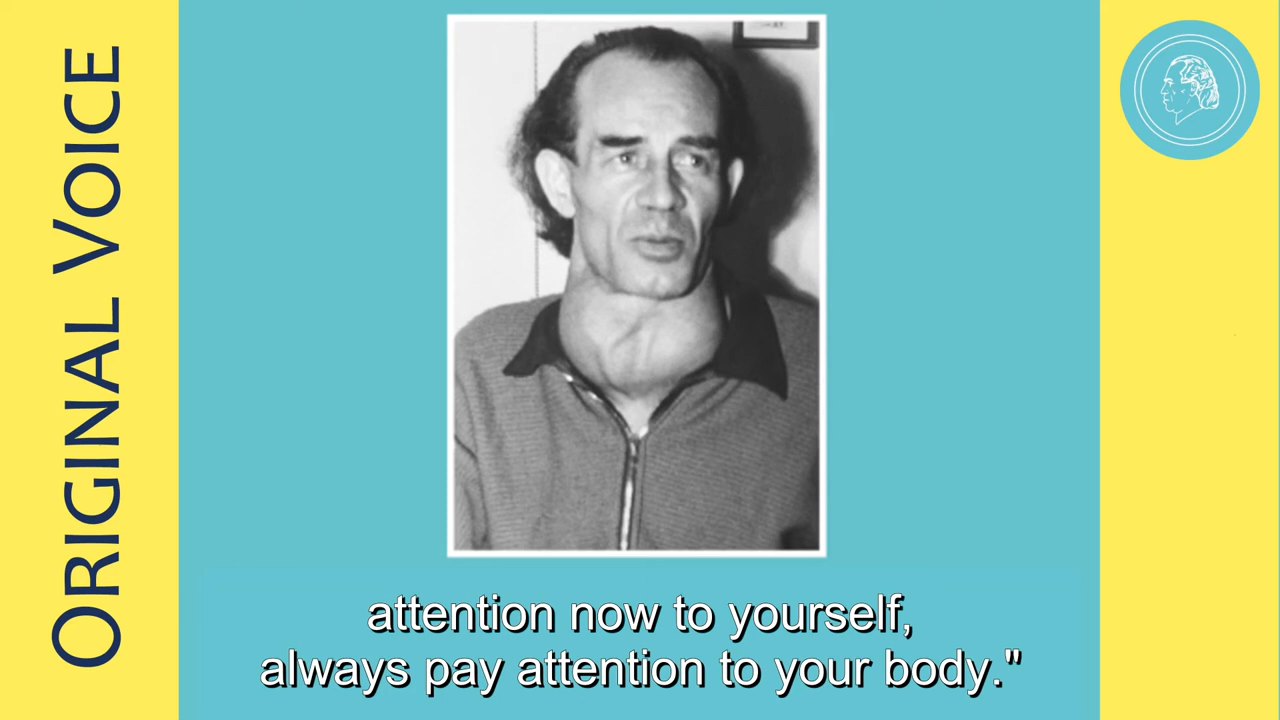 ORIGINAL VOICE
attention now to yourself,
always pay attention to your body."